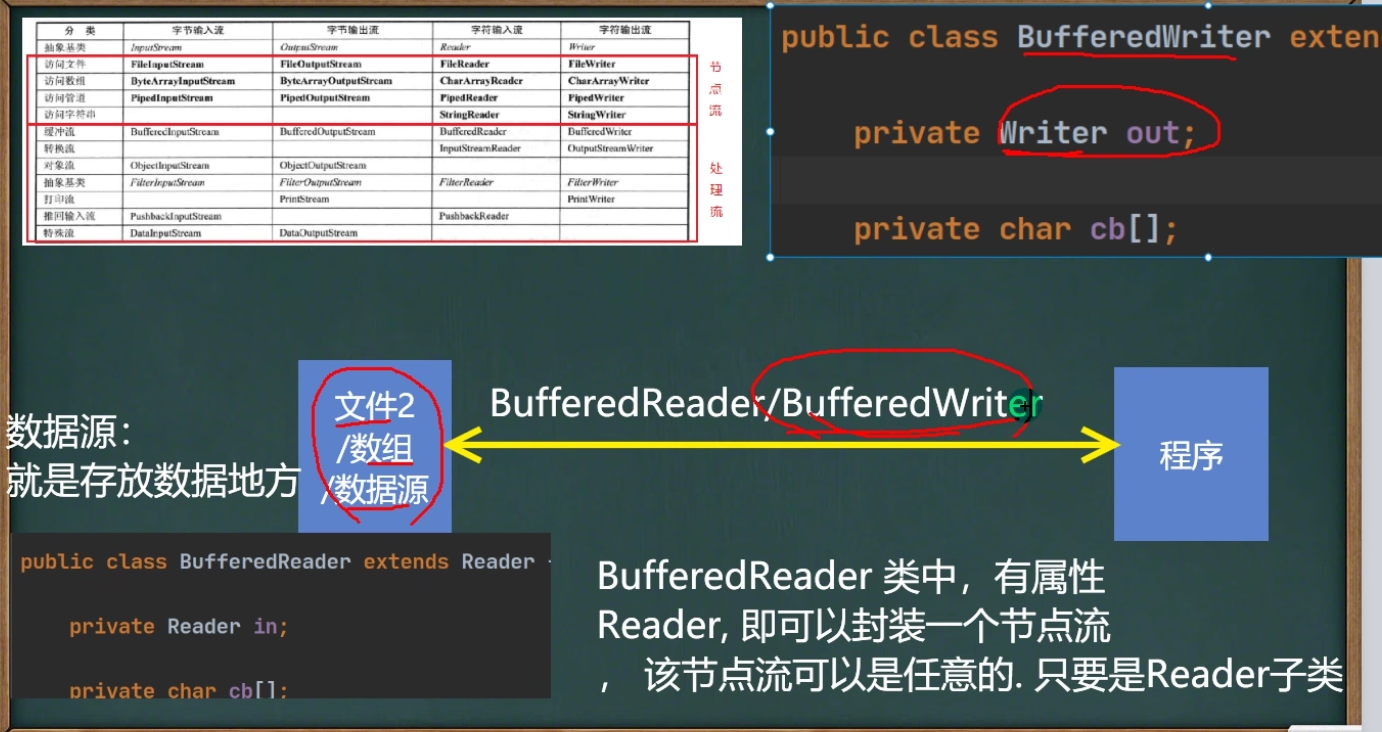 分 类 字节输入流 字节输出流 字符输入流 字符输出流
抽象基类 InputStream OutputStream Reader Writer
访问文件 FileInputStream FileOutputStream FileReader FileWriter
访问数组 ByteArrayInputStream ByteArrayOutputStream CharArrayReader CharArrayWriter
访问管道 PipedInputStream PipedOutputStream PipedReader PipedWriter
访问字符串 StringReader StringWriter
缓冲流 BufferedInputStream BufferedOutputStream BufferedReader BufferedWriter
转换流 InputStreamReader OutputStreamWriter
对象流 ObjectInputStream ObjectOutputStream
抽象基类 FilterInputStream FilterOutputStream FilterReader FilterWriter
打印流 PrintStream PrintWriter
推回输入流 PushbackInputStream PushbackReader
特殊流 DataInputStream DataOutputStream
节
点
流
处
理
流
public class BufferedWriter exten
private Writer out;
private char cb[];
数据源:
就是存放数据地方
文件2
/数组
/数据源
BufferedReader/BufferedWriter
程序
public class BufferedReader extends Reader
private Reader in;
private char cb[];
BufferedReader 类中，有属性
Reader, 即可以封装一个节点流
， 该节点流可以是任意的. 只要是Reader子类